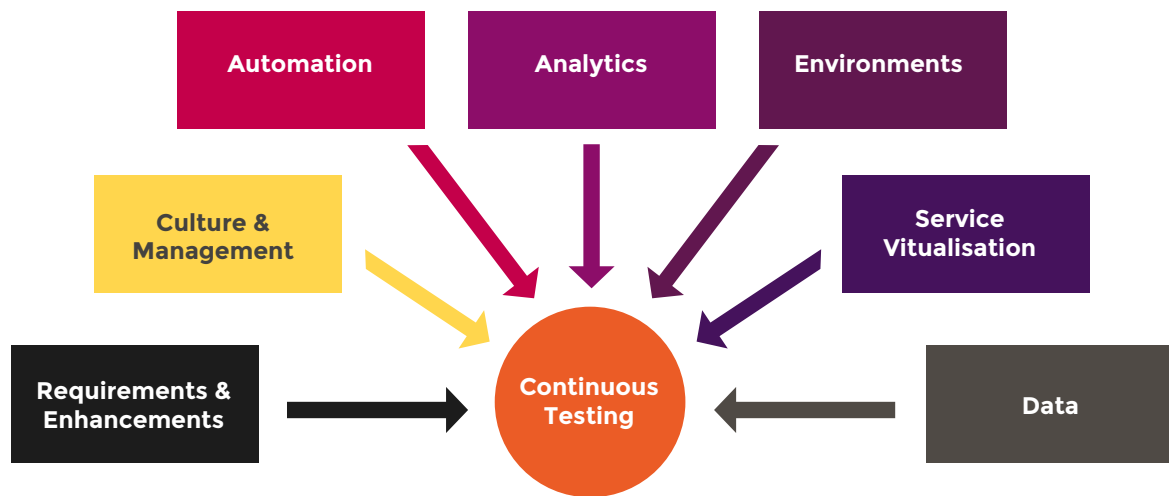 Automation
Analytics
Environments
Culture &
Management
Service
Vitualisation
Requirements &
Enhancements
Continuous
Testing
Data